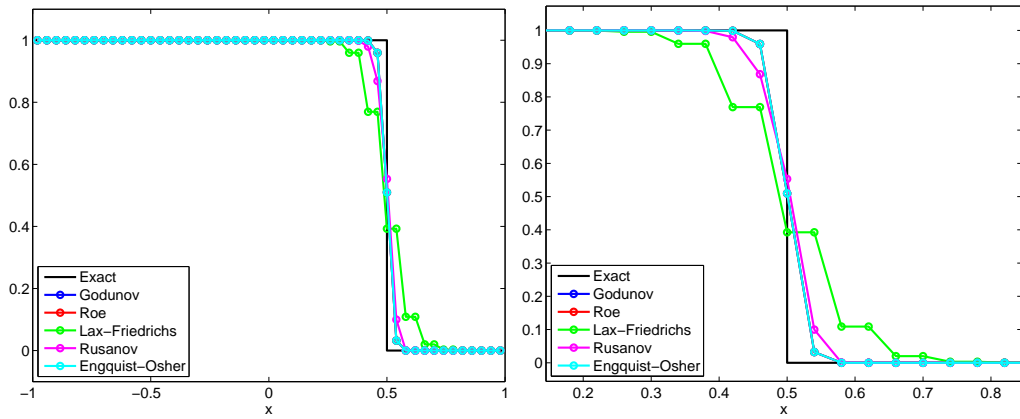 1
0.8
0.6
0.4
0.2
0
Exact
Godunov
Roe
Lax−Friedrichs
Rusanov
Engquist−Osher
−1 −0.5 0 0.5 1
x
1
0.9
0.8
0.7
0.6
0.5
0.4
0.3
0.2
0.1
0
Exact
Godunov
Roe
Lax−Friedrichs
Rusanov
Engquist−Osher
0.2 0.3 0.4 0.5 0.6 0.7 0.8
x